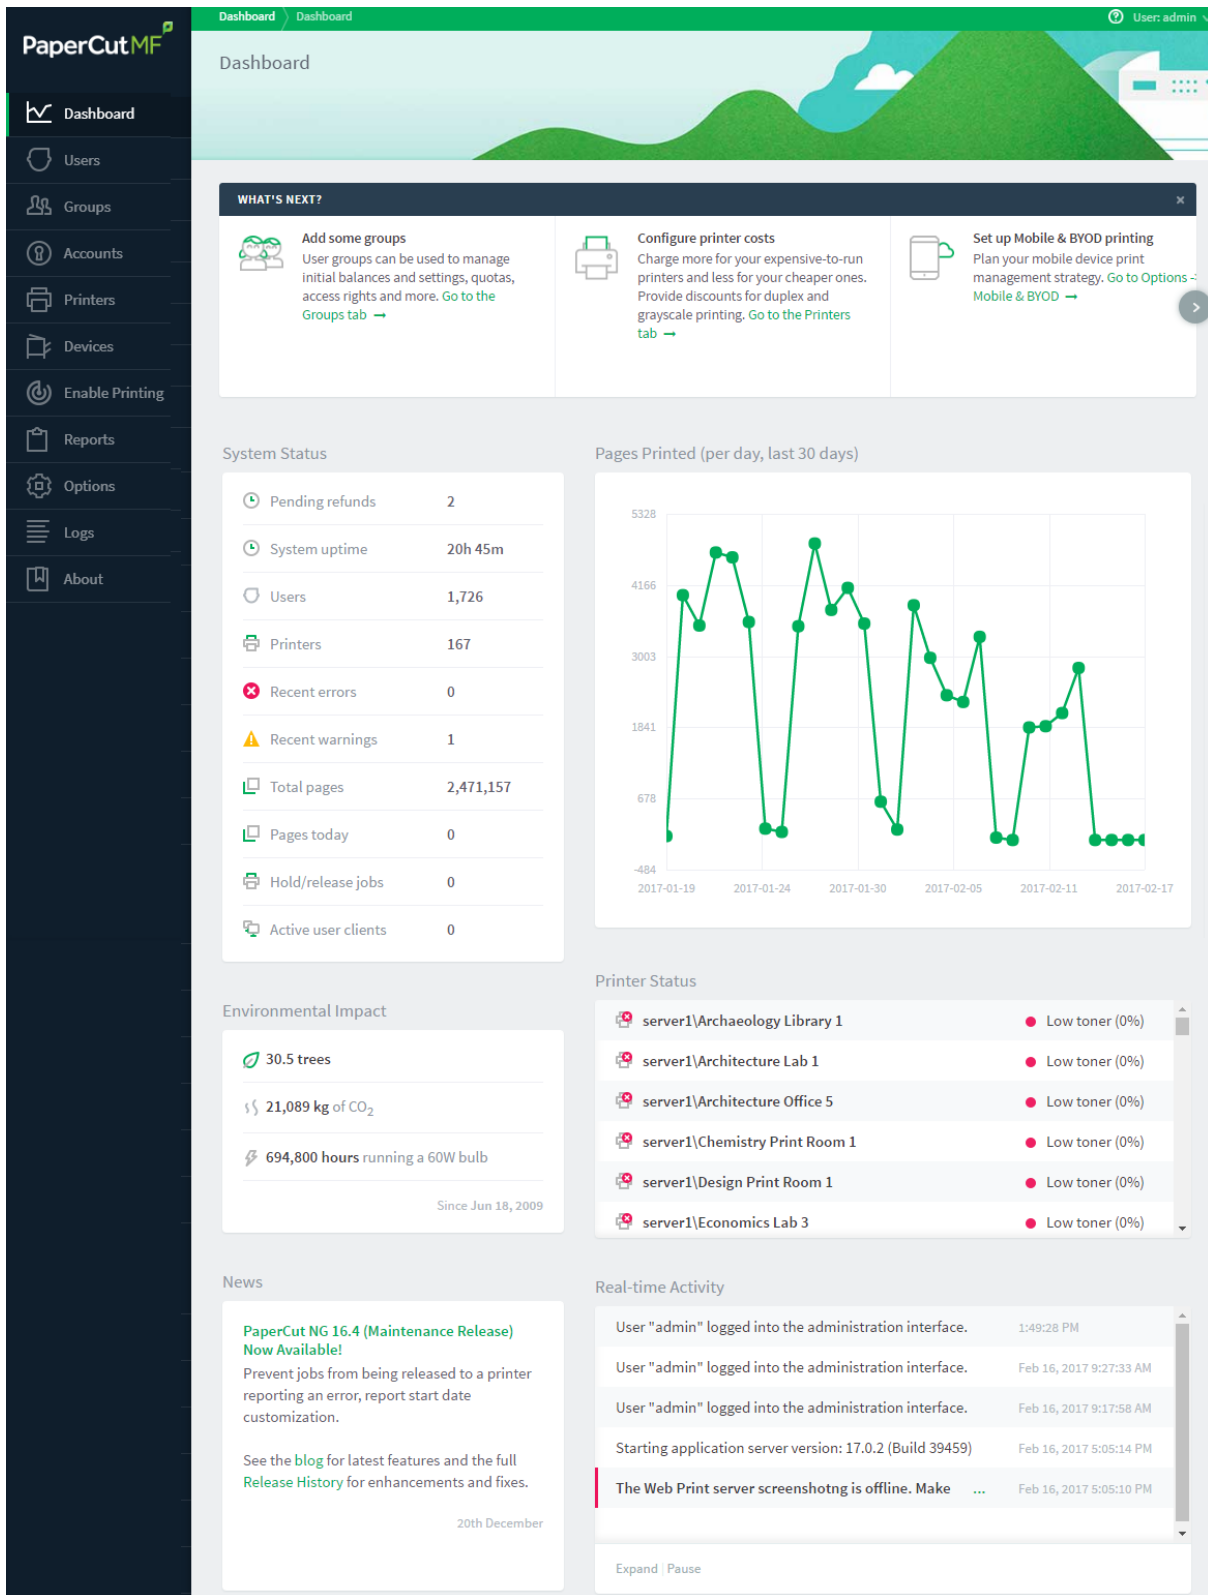 Dashboard
Dashboard
User: admin
PaperCutMF
Dashboard
Dashboard
Users
Groups
Accounts
Printers
Devices
Enable Printing
Reports
Options
Logs
About
WHAT'S NEXT?
×
Add some groups
User groups can be used to manage
initial balances and settings, quotas,
access rights and more. Go to the
Groups tab →
Configure printer costs
Charge more for your expensive-to-run
printers and less for your cheaper ones.
Provide discounts for duplex and
grayscale printing. Go to the Printers
tab →
Set up Mobile & BYOD printing
Plan your mobile device print
management strategy. Go to Options -
Mobile & BYOD →
System Status
Pending refunds 2
System uptime 20h 45m
Users 1,726
Printers 167
Recent errors 0
Recent warnings 1
Total pages 2,471,157
Pages today 0
Hold/release jobs 0
Active user clients 0
Pages Printed (per day, last 30 days)
5328
4166
3003
1841
678
-484
2017-01-19 2017-01-24 2017-01-30 2017-02-05 2017-02-11 2017-02-17
Environmental Impact
30.5 trees
21,089 kg of CO2
694,800 hours running a 60W bulb
Since Jun 18, 2009
Printer Status
server1\Archaeology Library 1 Low toner (0%)
server1\Architecture Lab 1 Low toner (0%)
server1\Architecture Office 5 Low toner (0%)
server1\Chemistry Print Room 1 Low toner (0%)
server1\Design Print Room 1 Low toner (0%)
server1\Economics Lab 3 Low toner (0%)
News
PaperCut NG 16.4 (Maintenance Release)
Now Available!
Prevent jobs from being released to a printer
reporting an error, report start date
customization.
See the blog for latest features and the full
Release History for enhancements and fixes.
20th December
Real-time Activity
User "admin" logged into the administration interface. 1:49:28 PM
User "admin" logged into the administration interface. Feb 16, 2017 9:27:33 AM
User "admin" logged into the administration interface. Feb 16, 2017 9:17:58 AM
Starting application server version: 17.0.2 (Build 39459) Feb 16, 2017 5:05:14 PM
The Web Print server screenshotng is offline. Make ... Feb 16, 2017 5:05:10 PM
Expand | Pause